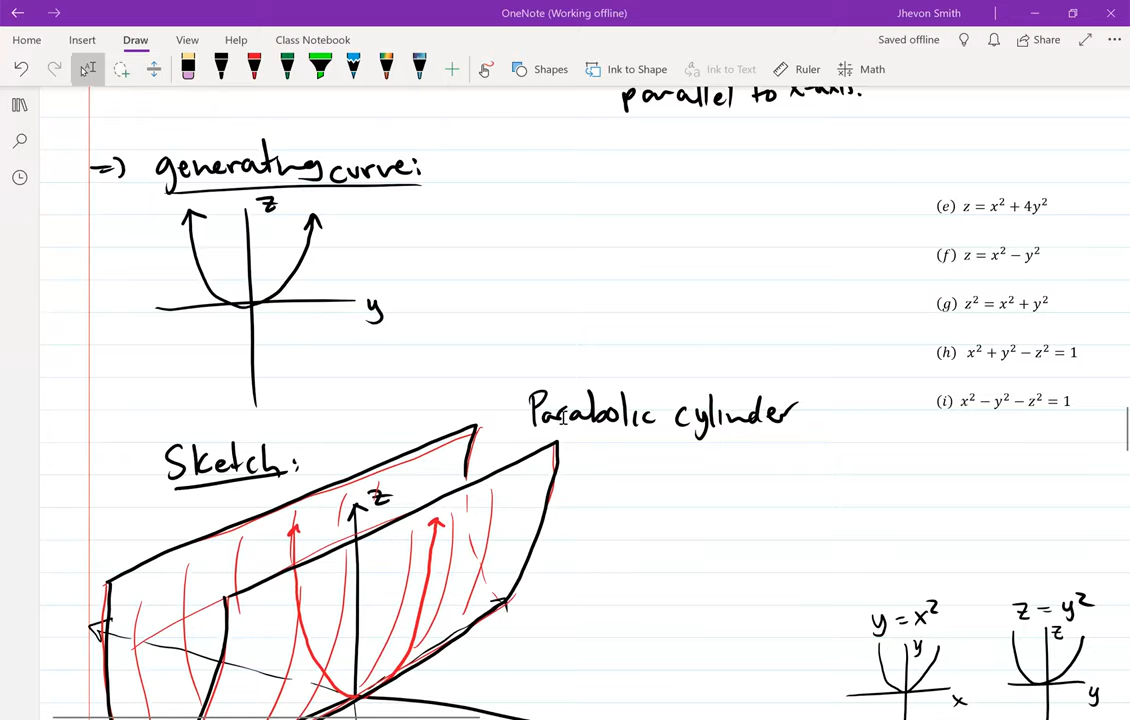 OneNote (Working offline)
Jhevon Smith
Home Insert Draw View Help Class Notebook
Saved offline
Share
Shapes
Ink to Shape
Ink to Text
Ruler
Math
parallel to x-axis.
=) generating curve:
z
y
(e) z = x² + 4y²
(f) z = x² − y²
(g) z² = x² + y²
(h) x² + y² − z² = 1
(i) x² − y² − z² = 1
Parabolic cylinder
Sketch:
z
y = x²
y
x
z = y²
z
y